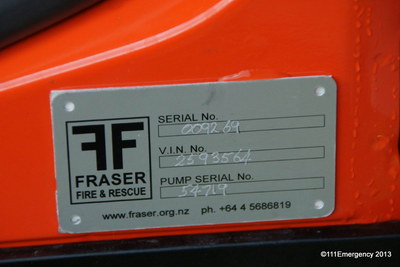 FF
FRASER
FIRE & RESCUE
SERIAL No.
009269
V.I.N. No.
2593564
PUMP SERIAL No.
54719
www.fraser.org.nz ph. +64 4 5686819
©111Emergency 2013